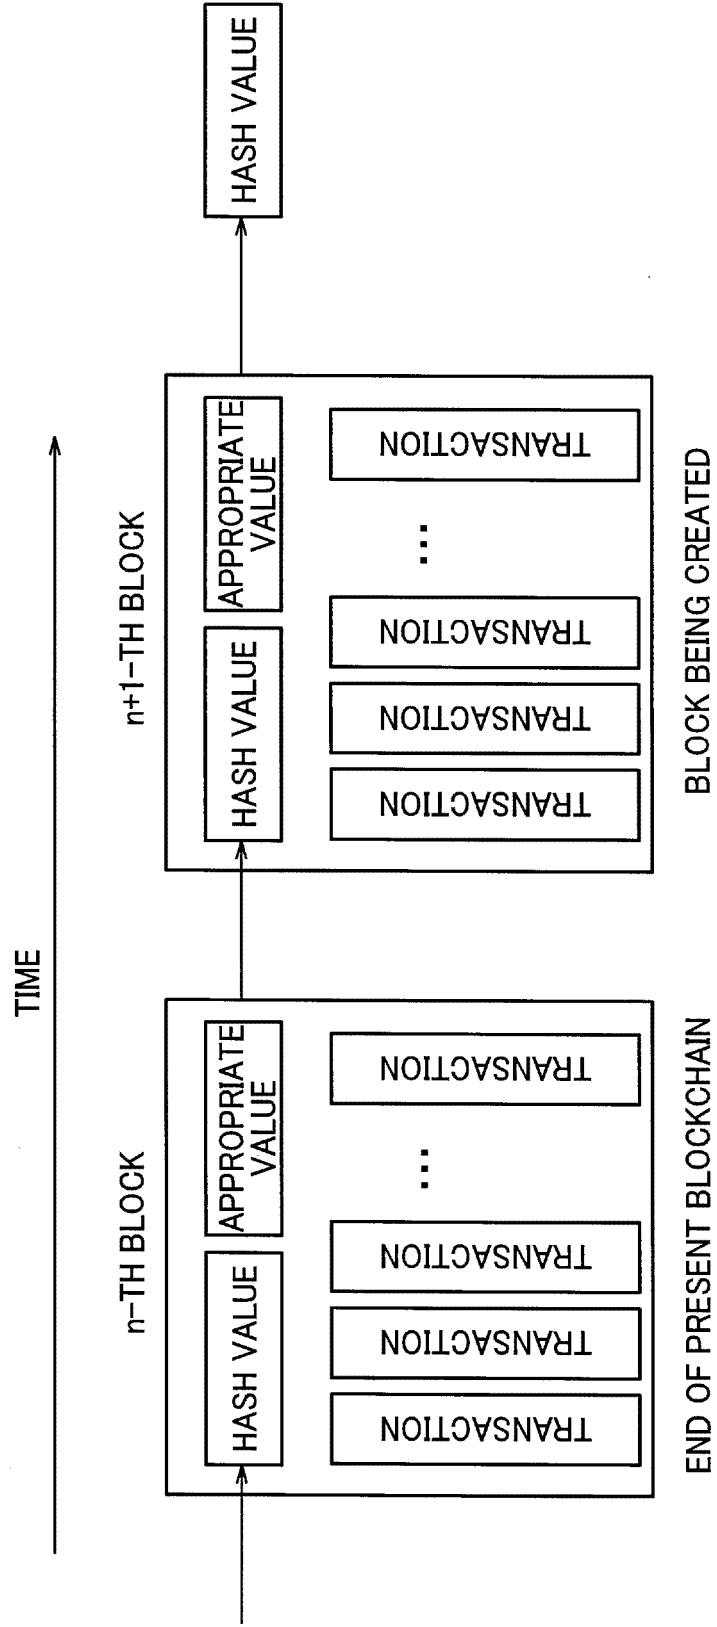 TIME
n-TH BLOCK
n+1-TH BLOCK
HASH VALUE
APPROPRIATE
VALUE
HASH VALUE
APPROPRIATE
VALUE
HASH VALUE
TRANSACTION
TRANSACTION
TRANSACTION
...
TRANSACTION
TRANSACTION
TRANSACTION
TRANSACTION
...
TRANSACTION
END OF PRESENT BLOCKCHAIN
BLOCK BEING CREATED